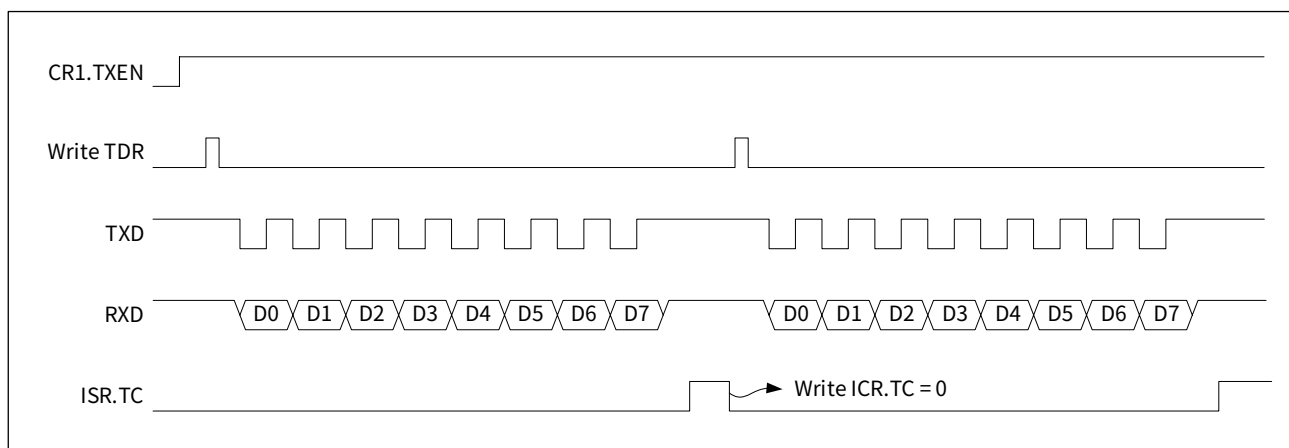 CR1.TXEN
Write TDR
TXD
RXD D0 D1 D2 D3 D4 D5 D6 D7 D0 D1 D2 D3 D4 D5 D6 D7
ISR.TC Write ICR.TC = 0